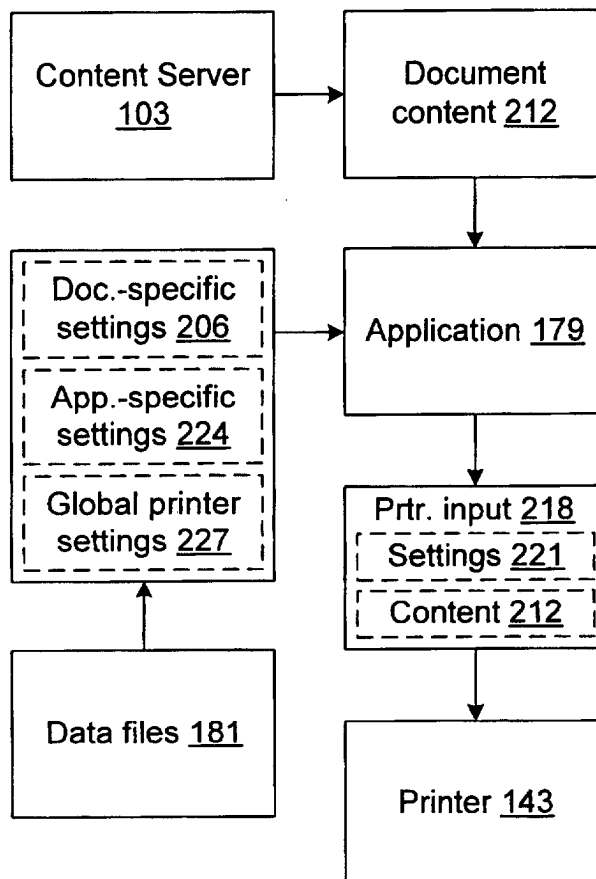 Content Server
103
Document
content 212
Doc.-specific
settings 206
App.-specific
settings 224
Global printer
settings 227
Application 179
Prtr. input 218
Settings 221
Content 212
Data files 181
Printer 143